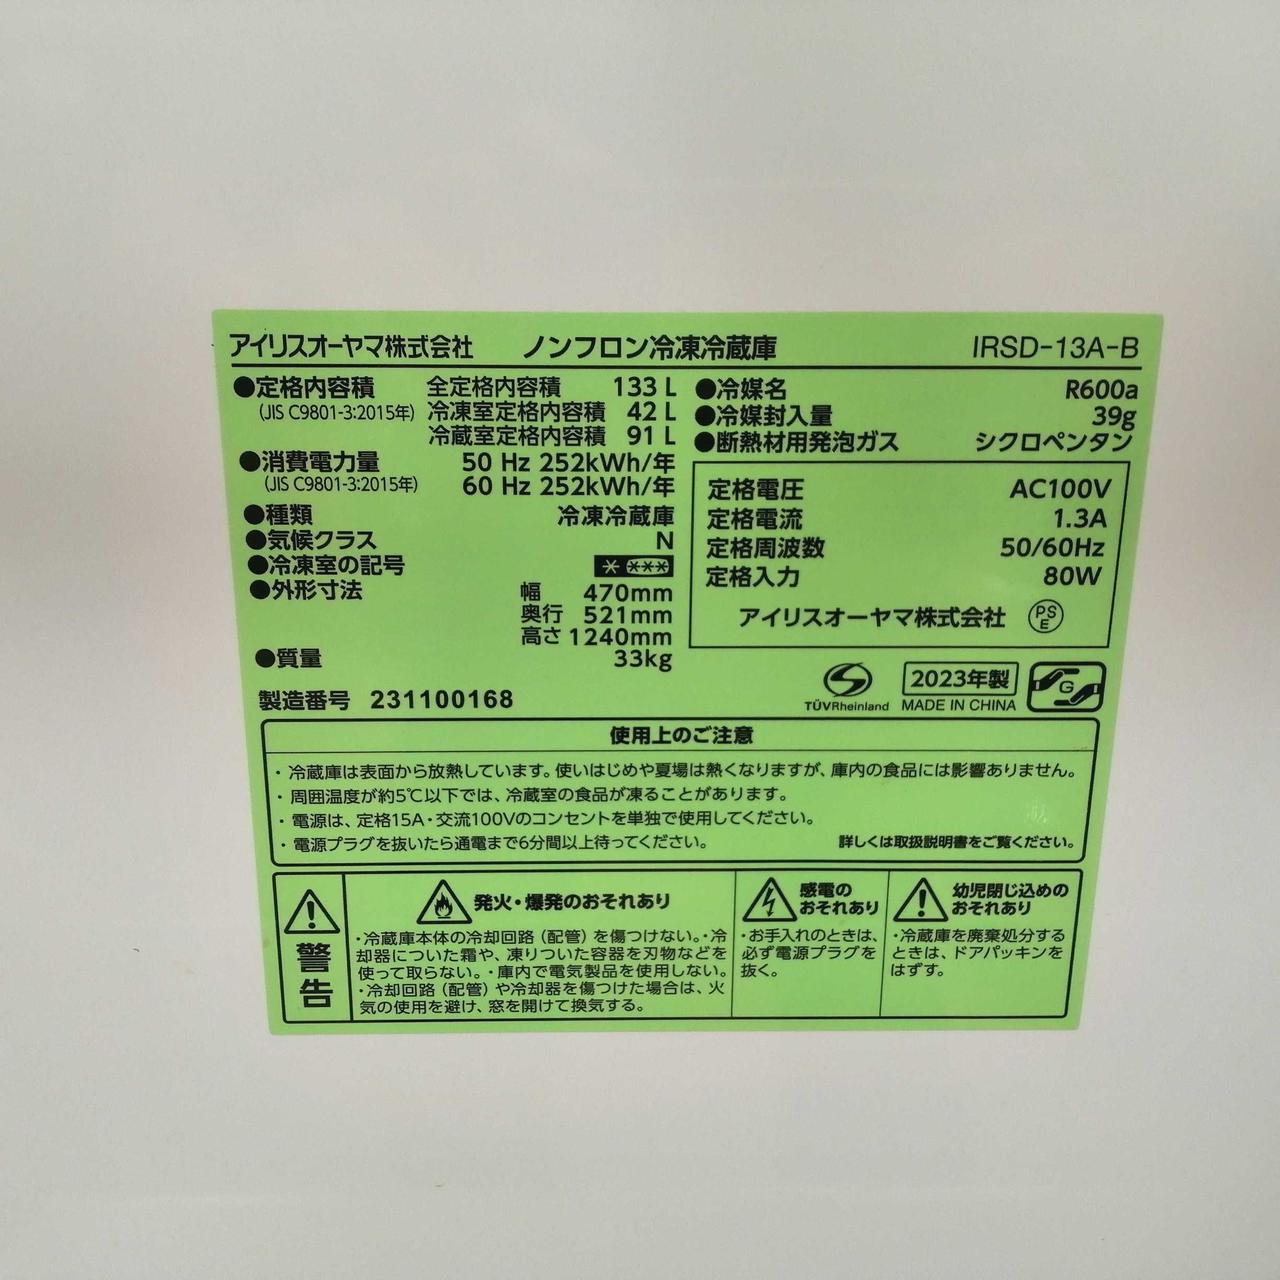 アイリスオーヤマ株式会社 ノンフロン冷凍冷蔵庫 IRSD-13A-B
●定格内容積 全定格内容積 133 L
(JIS C9801-3:2015年) 冷凍室定格内容積 42 L
冷蔵室定格内容積 91 L
●消費電力量 50 Hz 252kWh/年
(JIS C9801-3:2015年) 60 Hz 252kWh/年
●種類 冷凍冷蔵庫
●気候クラス N
●冷凍室の記号
●外形寸法 幅 470mm
奥行 521mm
高さ 1240mm
●質量 33kg
製造番号 231100168
●冷媒名 R600a
●冷媒封入量 39g
●断熱材用発泡ガス シクロペンタン
定格電圧 AC100V
定格電流 1.3A
定格周波数 50/60Hz
定格入力 80W
アイリスオーヤマ株式会社 PSE
TÜVRheinland
2023年製
MADE IN CHINA
G
使用上のご注意
・冷蔵庫は表面から放熱しています。使いはじめや夏場は熱くなりますが、庫内の食品には影響ありません。
・周囲温度が約5℃以下では、冷蔵室の食品が凍ることがあります。
・電源は、定格15A・交流100Vのコンセントを単独で使用してください。
・電源プラグを抜いたら通電まで6分間以上待ってください。 詳しくは取扱説明書をご覧ください。
警告
発火・爆発のおそれあり
・冷蔵庫本体の冷却回路（配管）を傷つけない。・冷
却器についた霜や、凍りついた容器を刃物などを
使って取らない。・庫内で電気製品を使用しない。
・冷却回路（配管）や冷却器を傷つけた場合は、火
気の使用を避け、窓を開けて換気する。
感電の
おそれあり
・お手入れのときは、
必ず電源プラグを
抜く。
幼児閉じ込めの
おそれあり
・冷蔵庫を廃棄処分する
ときは、ドアパッキンを
はずす。